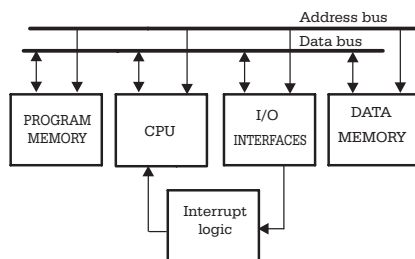 Address bus
Data bus
PROGRAM
MEMORY
CPU
I/O
INTERFACES
DATA
MEMORY
Interrupt
logic